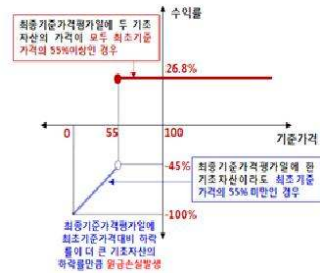 최종기준가격평가일에 두 기초
자산의 가격이 모두 최초기준
가격의 55%이상인 경우
수익률
26.8%
0
55
100
기준가격
-45%
최종기준가격평가일에 한
기초자산이라도 최초기준
가격의 55%미만인 경우
-100%
최종기준가격평가일에
최초기준가격대비 하락
률이 더 큰 기초자산의
하락률만큼 원금손실발생